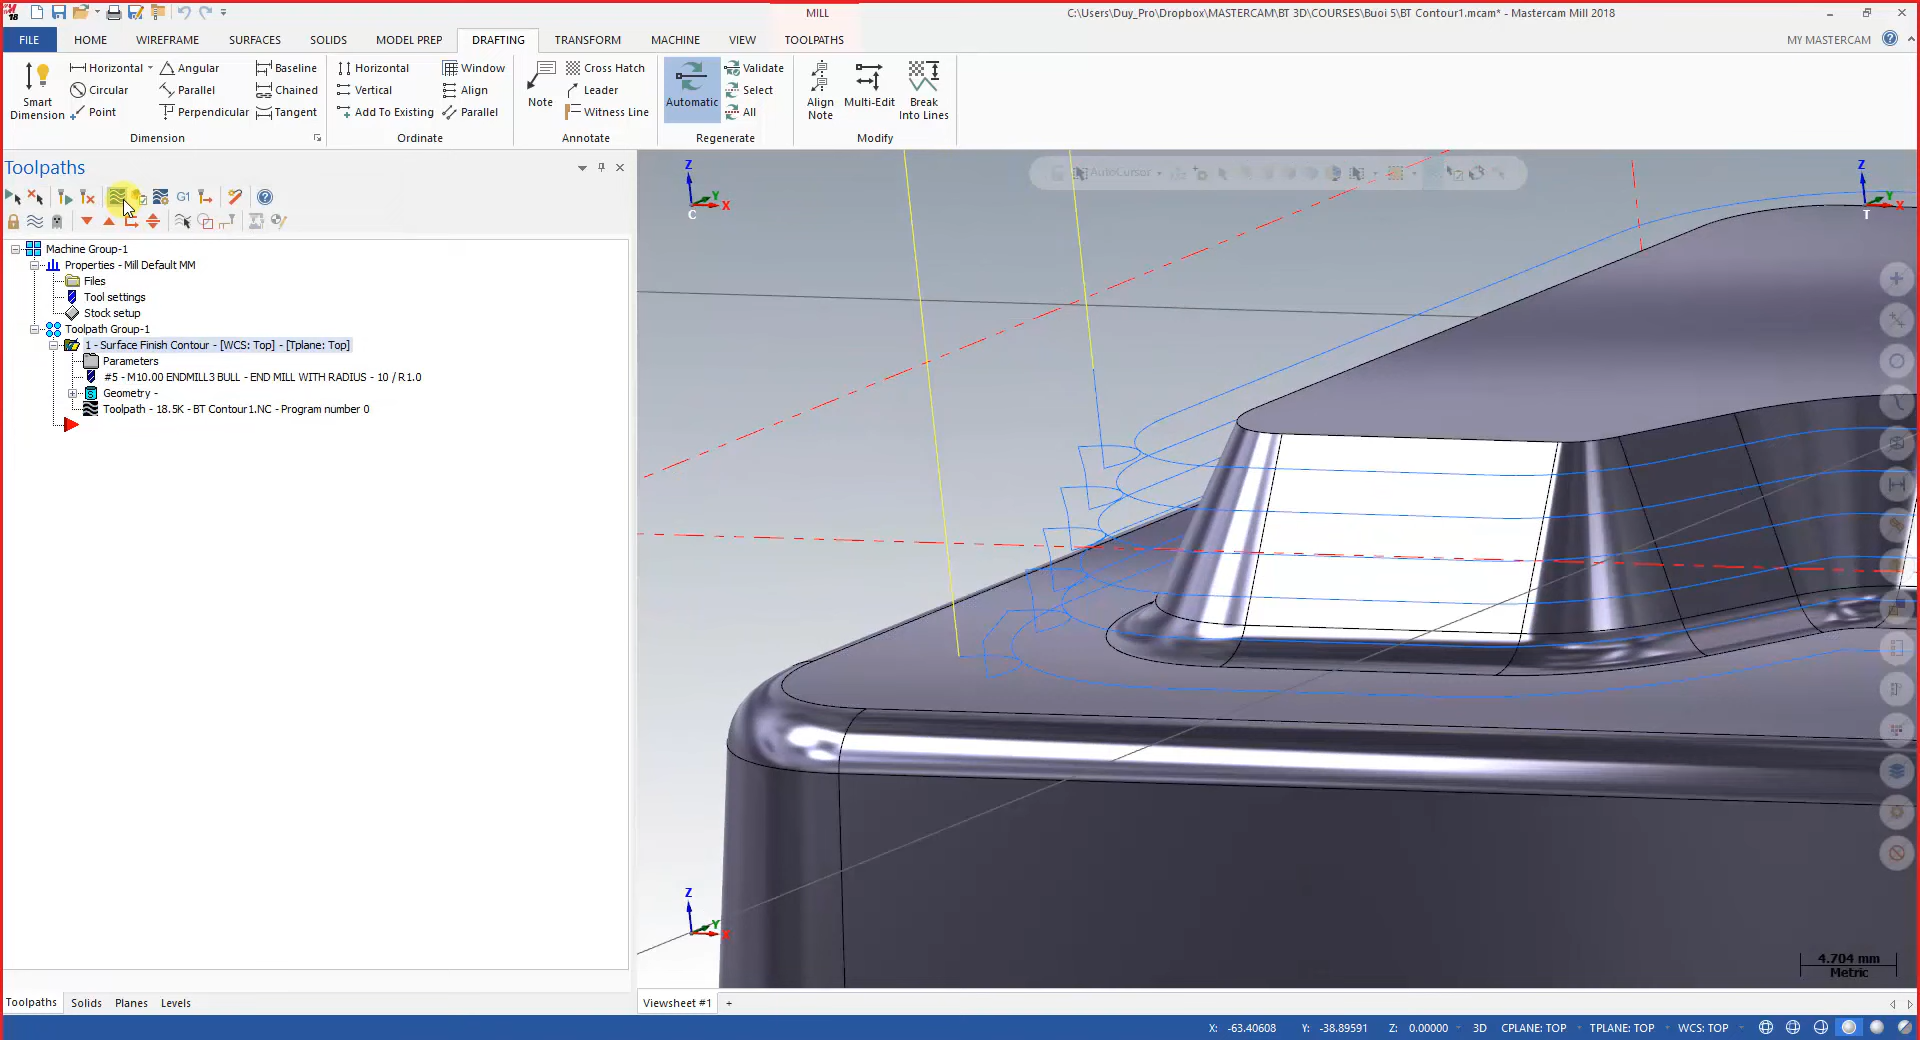 MILL
C:\Users\Duy_Pro\Dropbox\MASTERCAM\BT 3D\COURSES\Buoi 5\BT Contour1.mcam* - Mastercam Mill 2018
18
FILE HOME WIREFRAME SURFACES SOLIDS MODEL PREP DRAFTING TRANSFORM MACHINE VIEW TOOLPATHS MY MASTERCAM
Smart Dimension
Horizontal Angular Baseline
Circular Parallel Chained
Point Perpendicular Tangent
Dimension
Horizontal Window
Vertical Align
Add To Existing Parallel
Ordinate
Note
Cross Hatch
Leader
Witness Line
Annotate
Automatic
Validate
Select
All
Regenerate
Align Note
Multi-Edit
Break Into Lines
Modify
Toolpaths
G1
Machine Group-1
Properties - Mill Default MM
Files
Tool settings
Stock setup
Toolpath Group-1
1 - Surface Finish Contour - [WCS: Top] - [Tplane: Top]
Parameters
#5 - M10.00 ENDMILL3 BULL - END MILL WITH RADIUS - 10 / R1.0
Geometry -
Toolpath - 18.5K - BT Contour1.NC - Program number 0
AutoCursor
Z
Y
X
C
Z
Y
X
T
Z
Y
X
4.704 mm
Metric
Toolpaths Solids Planes Levels
Viewsheet #1 +
X: -63.40608 Y: -38.89591 Z: 0.00000 3D CPLANE: TOP TPLANE: TOP WCS: TOP